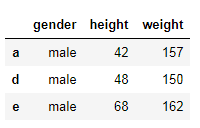 gender height weight
a male 42 157
d male 48 150
e male 68 162